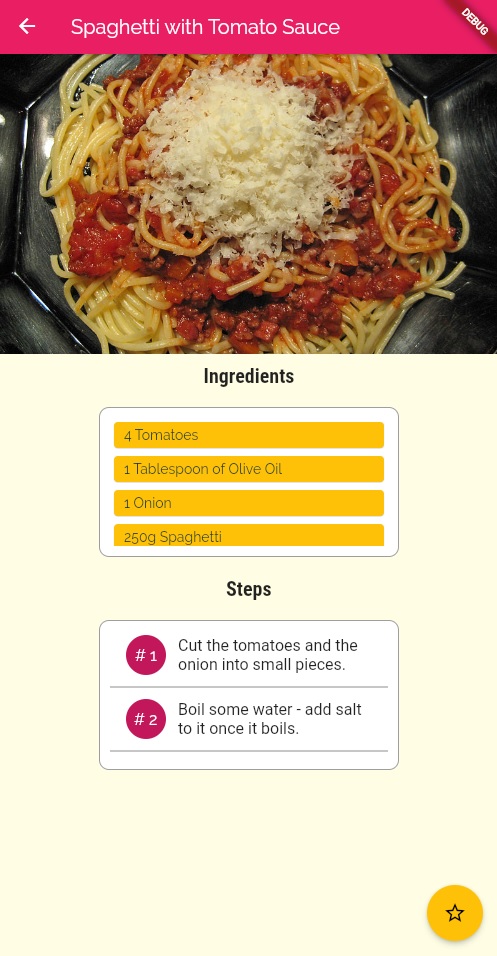 Spaghetti with Tomato Sauce
DEBUG
Ingredients
4 Tomatoes
1 Tablespoon of Olive Oil
1 Onion
250g Spaghetti
Steps
# 1
Cut the tomatoes and the
onion into small pieces.
# 2
Boil some water - add salt
to it once it boils.